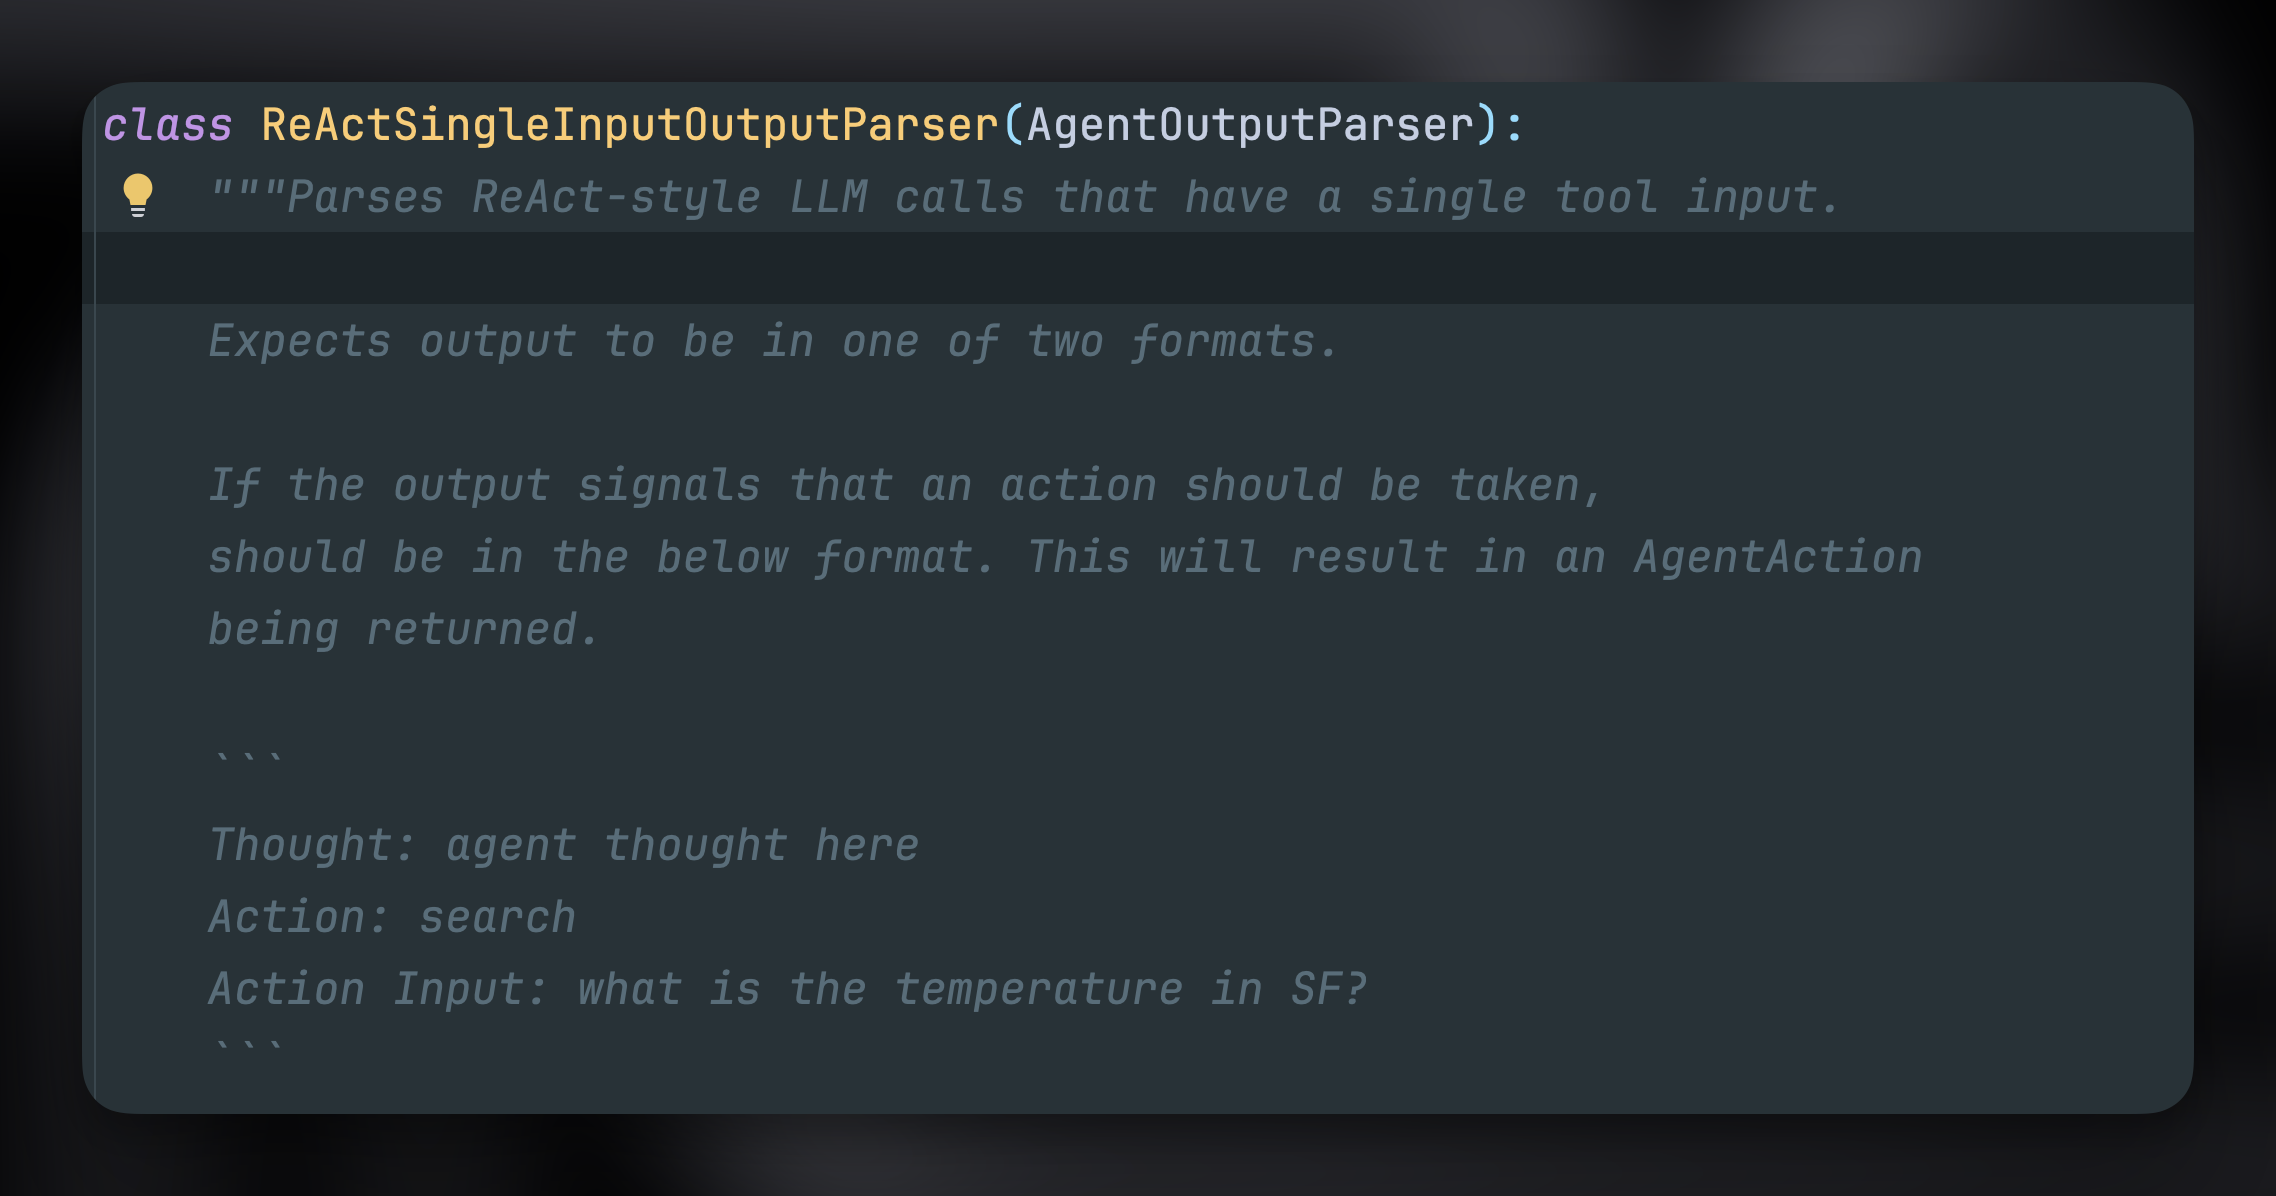 class ReActSingleInputOutputParser(AgentOutputParser):
"""Parses ReAct-style LLM calls that have a single tool input.
Expects output to be in one of two formats.
If the output signals that an action should be taken,
should be in the below format. This will result in an AgentAction
being returned.
```
Thought: agent thought here
Action: search
Action Input: what is the temperature in SF?
```